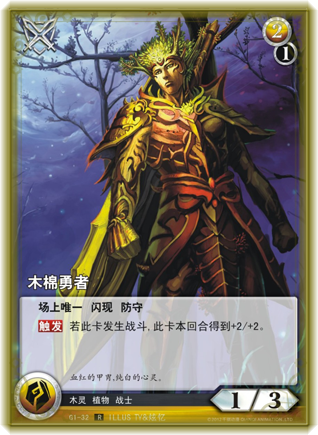 2
1
木棉勇者
场上唯一 闪现 防守
触发 若此卡发生战斗,此卡本回合得到+2/+2。
血红的甲胄,纯白的心灵。
木灵 植物 战士
1 / 3
R ILLUS